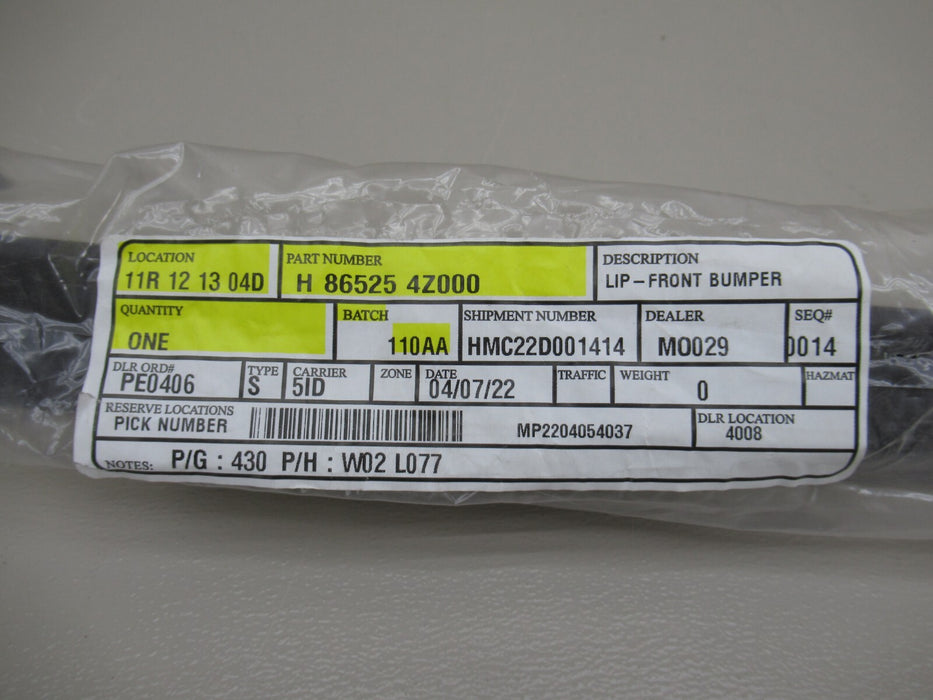 LOCATION PART NUMBER DESCRIPTION
11R 12 13 04D H 86525 4Z000 LIP-FRONT BUMPER
QUANTITY BATCH SHIPMENT NUMBER DEALER SEQ#
ONE 110AA HMC22D001414 MO029 0014
DLR ORD# TYPE CARRIER ZONE DATE TRAFFIC WEIGHT HAZMAT
PE0406 S 5ID 04/07/22 0
RESERVE LOCATIONS DLR LOCATION
PICK NUMBER MP2204054037 4008
NOTES: P/G : 430 P/H : W02 L077